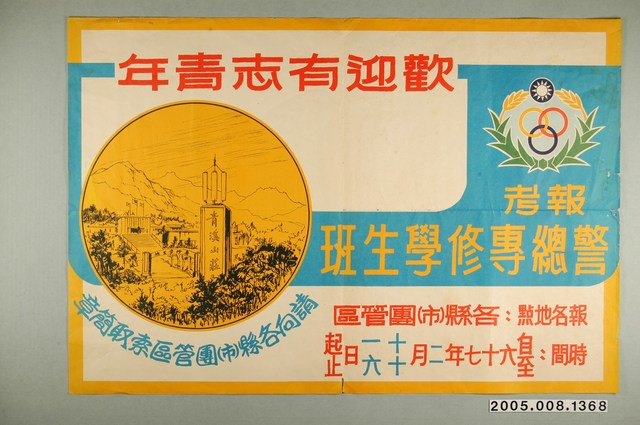 歡迎有志青年
報考
警總專修學生班
青溪山莊
報名地點：各縣(市)團管區
時間：自至六十七年二月十一十六日起止
請向各縣(市)團管區索取簡章
2005.008.1368